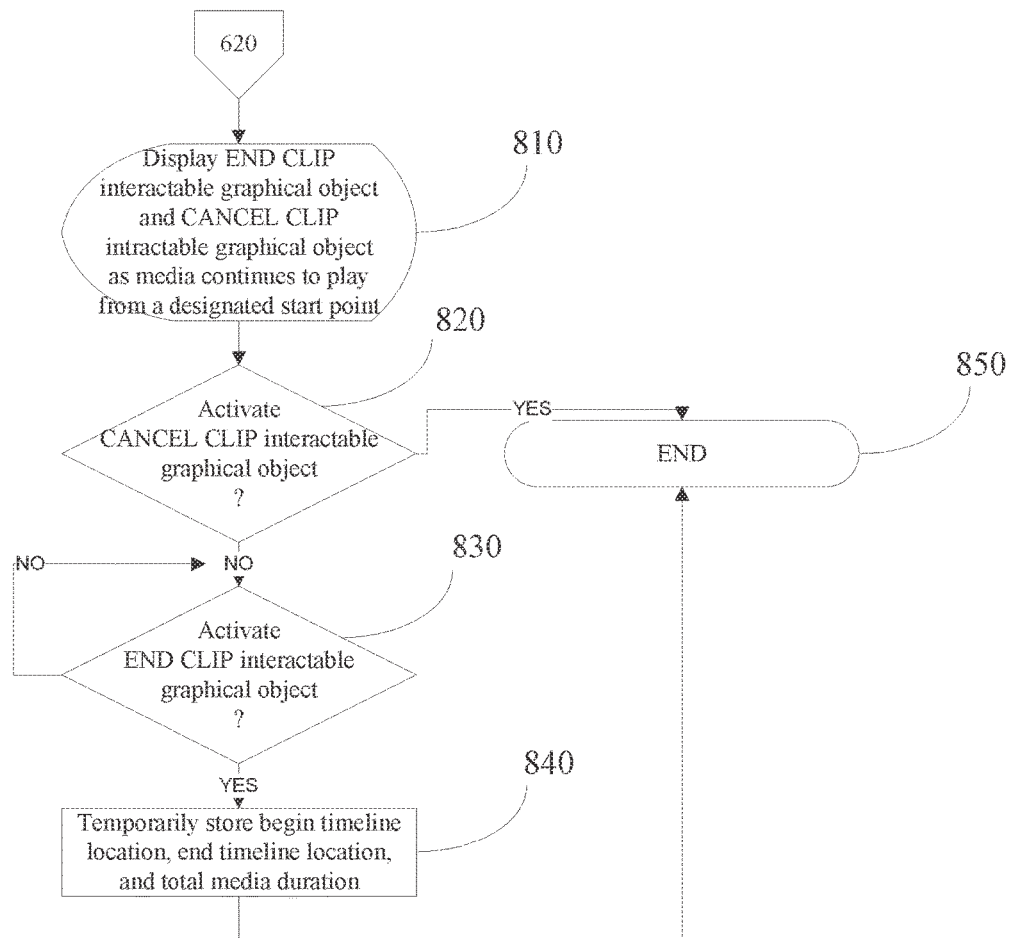 620
Display END CLIP
interactable graphical object
and CANCEL CLIP
intractable graphical object
as media continues to play
from a designated start point
810
820
Activate
CANCEL CLIP interactable
graphical object
?
YES
850
END
NO
NO
830
Activate
END CLIP interactable
graphical object
?
YES
840
Temporarily store begin timeline
location, end timeline location,
and total media duration